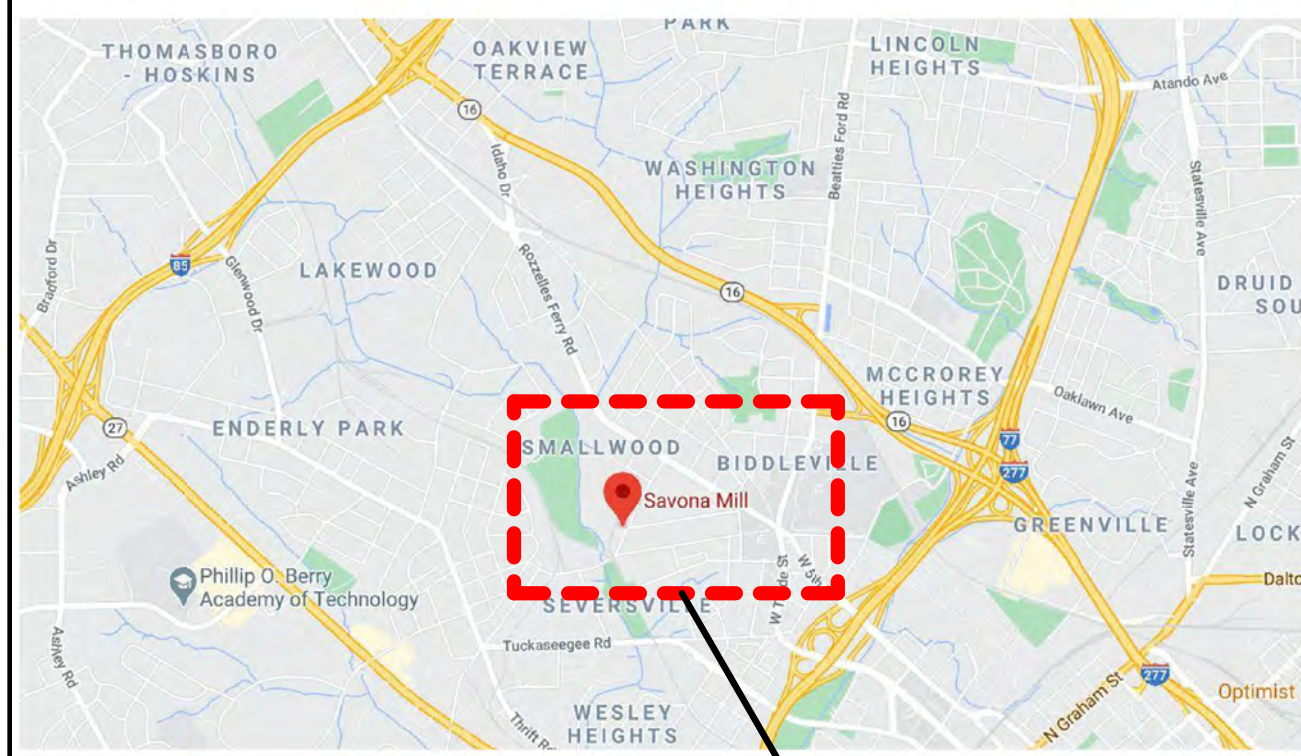 PARK
THOMASBORO
- HOSKINS
OAKVIEW
TERRACE
LINCOLN
HEIGHTS
Atando Ave
16
Idaho Dr
Beatties Ford Rd
WASHINGTON
HEIGHTS
Statesville Ave
Bradford Dr
85
Glenwood Dr
LAKEWOOD
Rozzelles Ferry Rd
16
DRUID
SOU
MCCROREY
HEIGHTS
Oaklawn Ave
16
27
ENDERLY PARK
SMALLWOOD
BIDDLEVILLE
77
277
Ashley Rd
Savona Mill
N Graham St
Statesville Ave
GREENVILLE
LOCK
Phillip O. Berry
Academy of Technology
W 5th
Dalto
SEVERSVILLE
Ashley Rd
Tuckaseegee Rd
277
N Graham St
Optimist
WESLEY
HEIGHTS